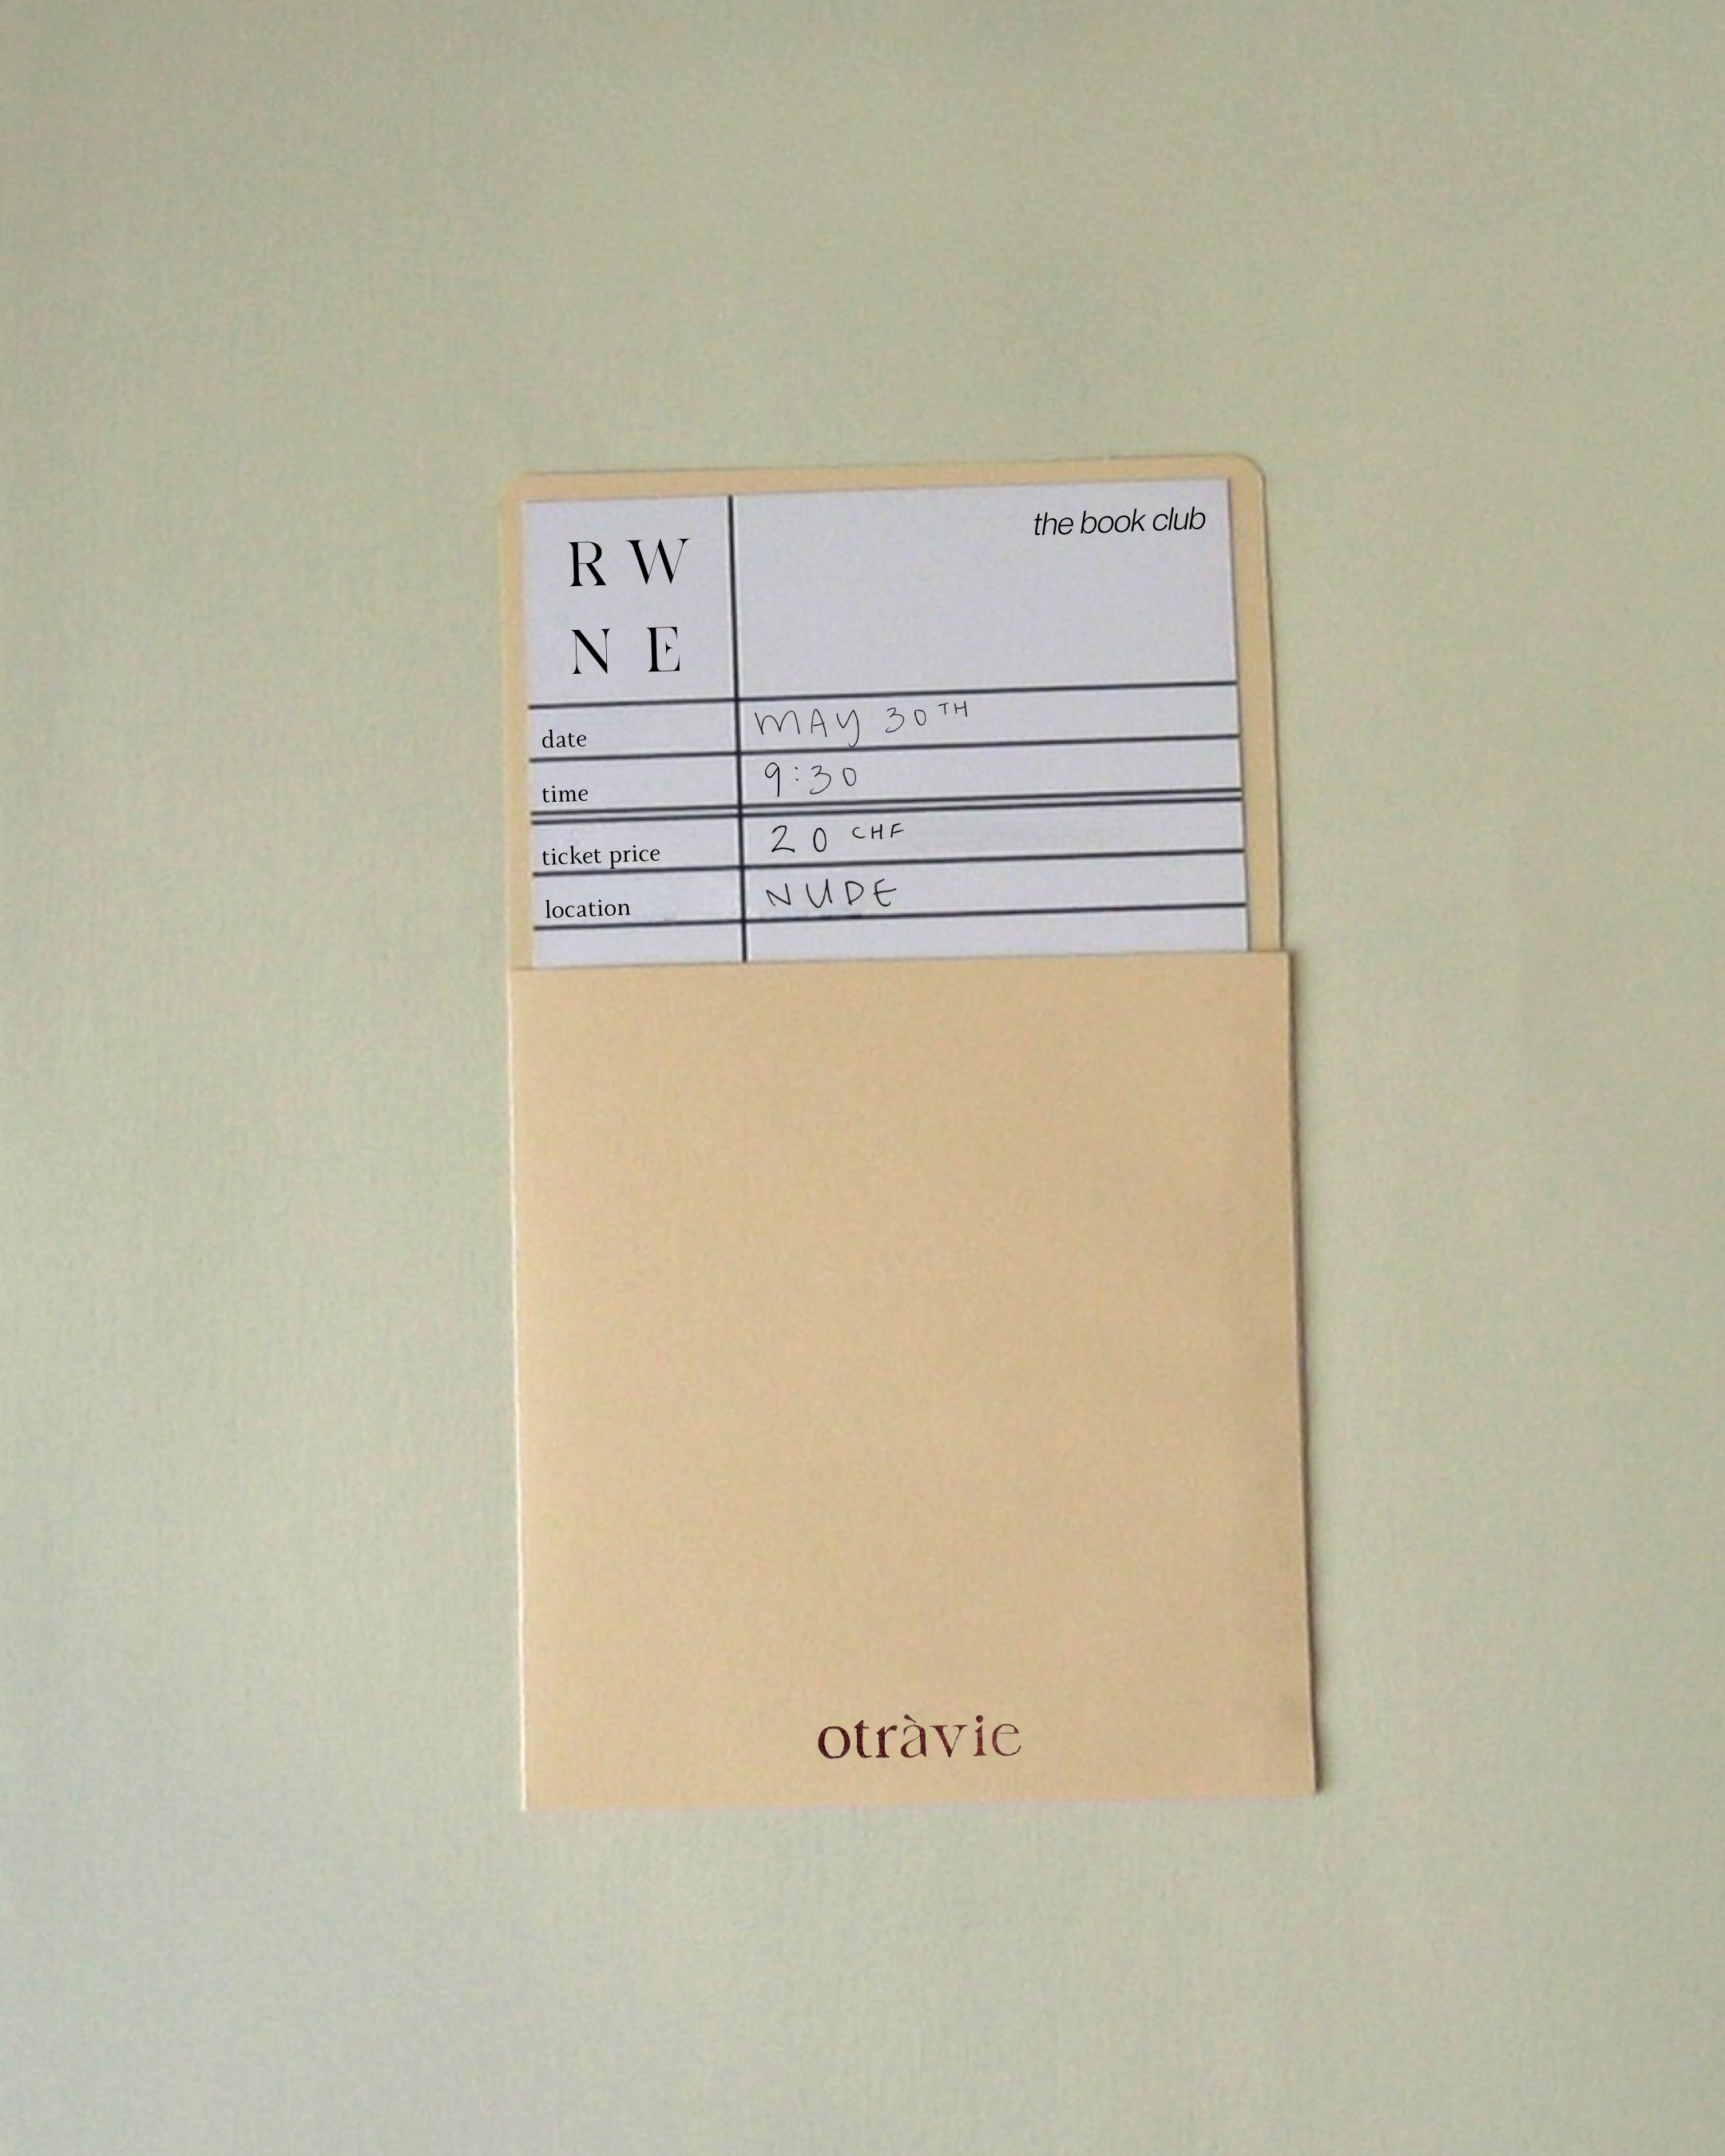 R W
N E
the book club
date MAY 30TH
time 9:30
ticket price 20 CHF
location NUDE
otràvie